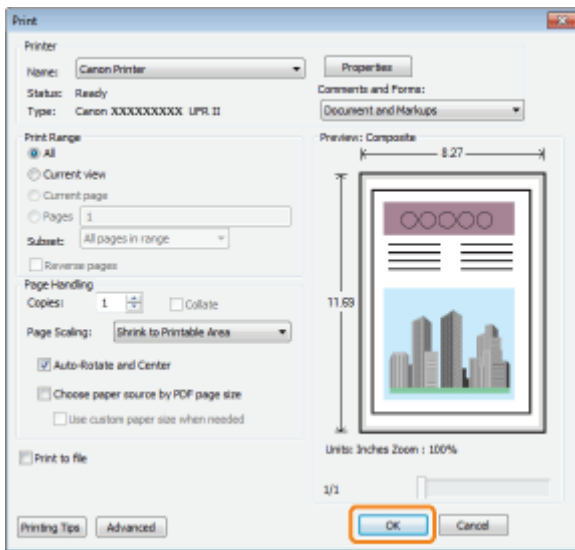 Print
Printer
Name: Canon Printer
Properties
Status: Ready
Comments and Forms:
Type: Canon XXXXXXXXX UFR II
Document and Markups
Print Range
Preview: Composite
All
8.27
Current view
Current page
Pages 1
Subset: All pages in range
Reverse pages
Page Handling
Copies: 1
Collate
11.69
Page Scaling: Shrink to Printable Area
Auto-Rotate and Center
Choose paper source by PDF page size
Use custom paper size when needed
Units: Inches Zoom : 100%
Print to file
1/1
Printing Tips
Advanced
OK
Cancel